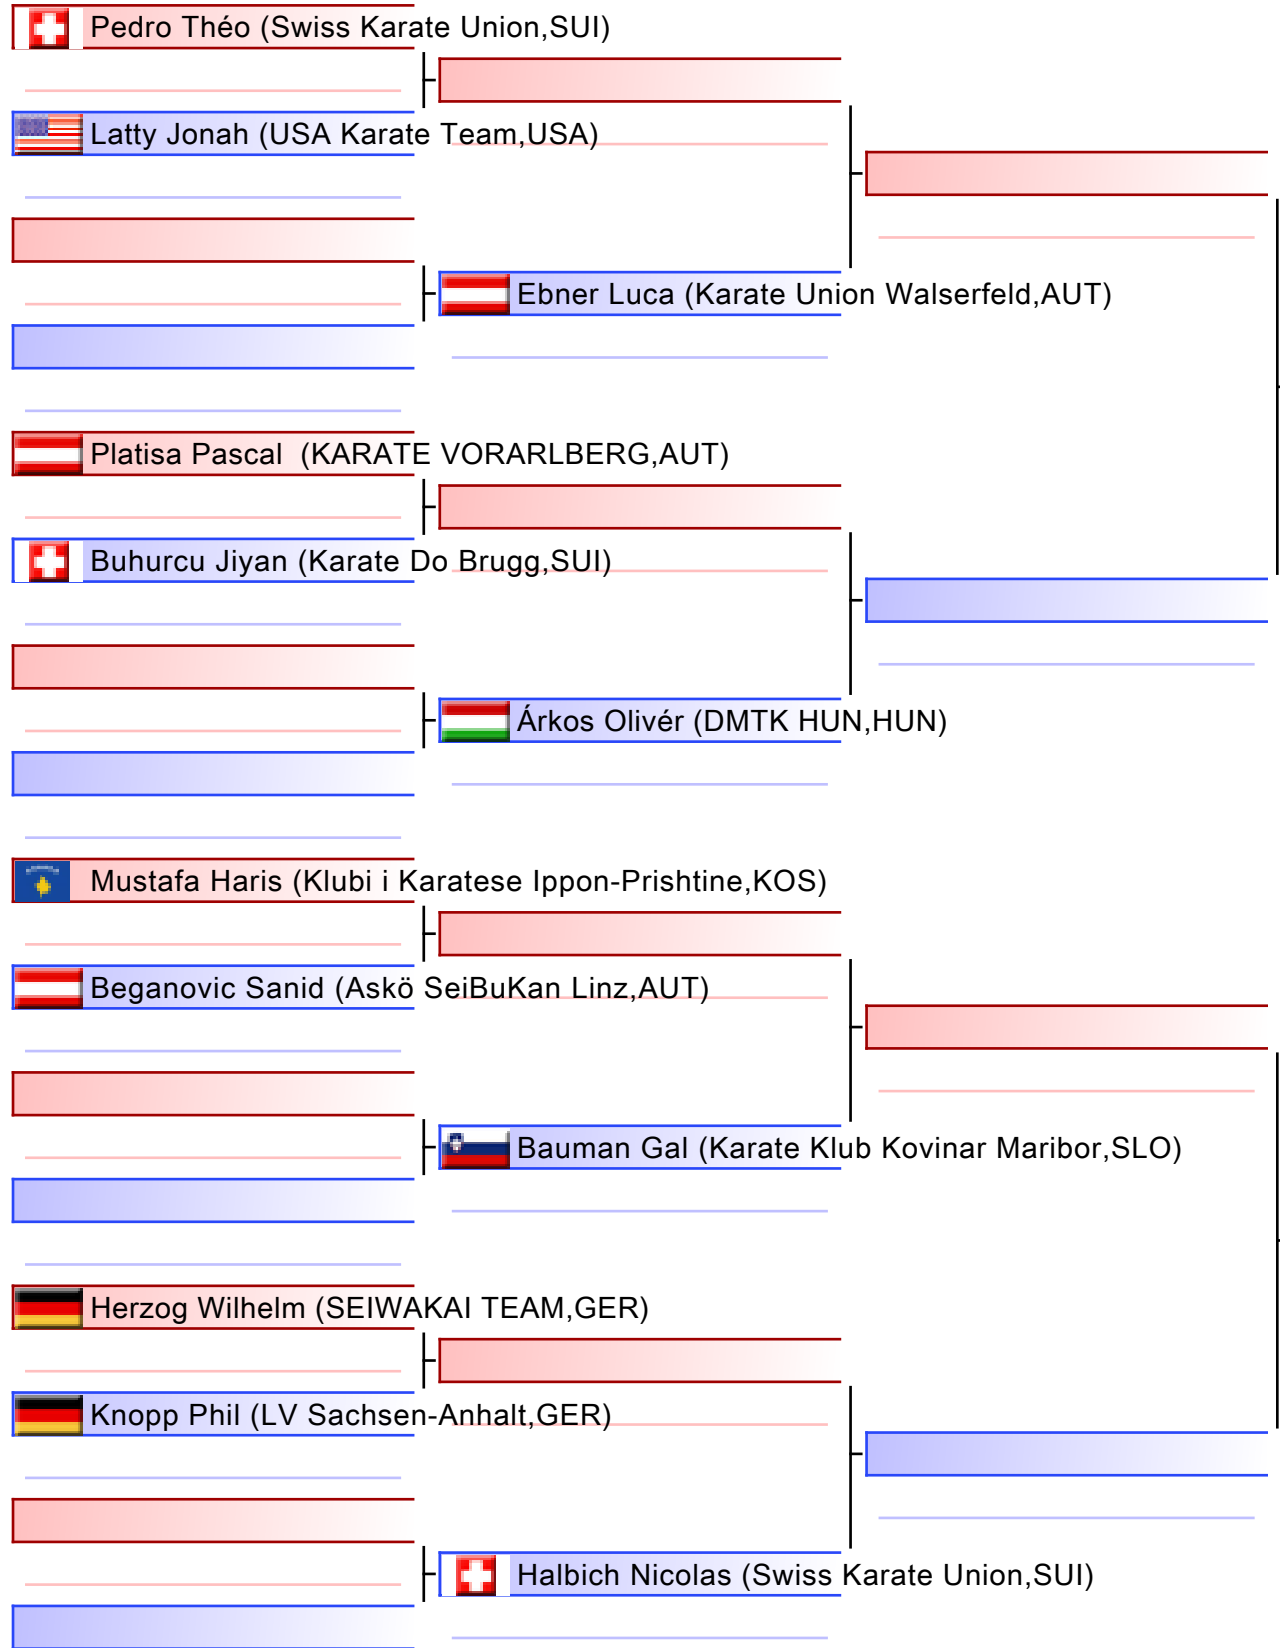 Pedro Théo (Swiss Karate Union,SUI)
Latty Jonah (USA Karate Team,USA)
Ebner Luca (Karate Union Walserfeld,AUT)
Platisa Pascal  (KARATE VORARLBERG,AUT)
Buhurcu Jiyan (Karate Do Brugg,SUI)
Árkos Olivér (DMTK HUN,HUN)
Mustafa Haris (Klubi i Karatese Ippon-Prishtine,KOS)
Beganovic Sanid (Askö SeiBuKan Linz,AUT)
Bauman Gal (Karate Klub Kovinar Maribor,SLO)
Herzog Wilhelm (SEIWAKAI TEAM,GER)
Knopp Phil (LV Sachsen-Anhalt,GER)
Halbich Nicolas (Swiss Karate Union,SUI)